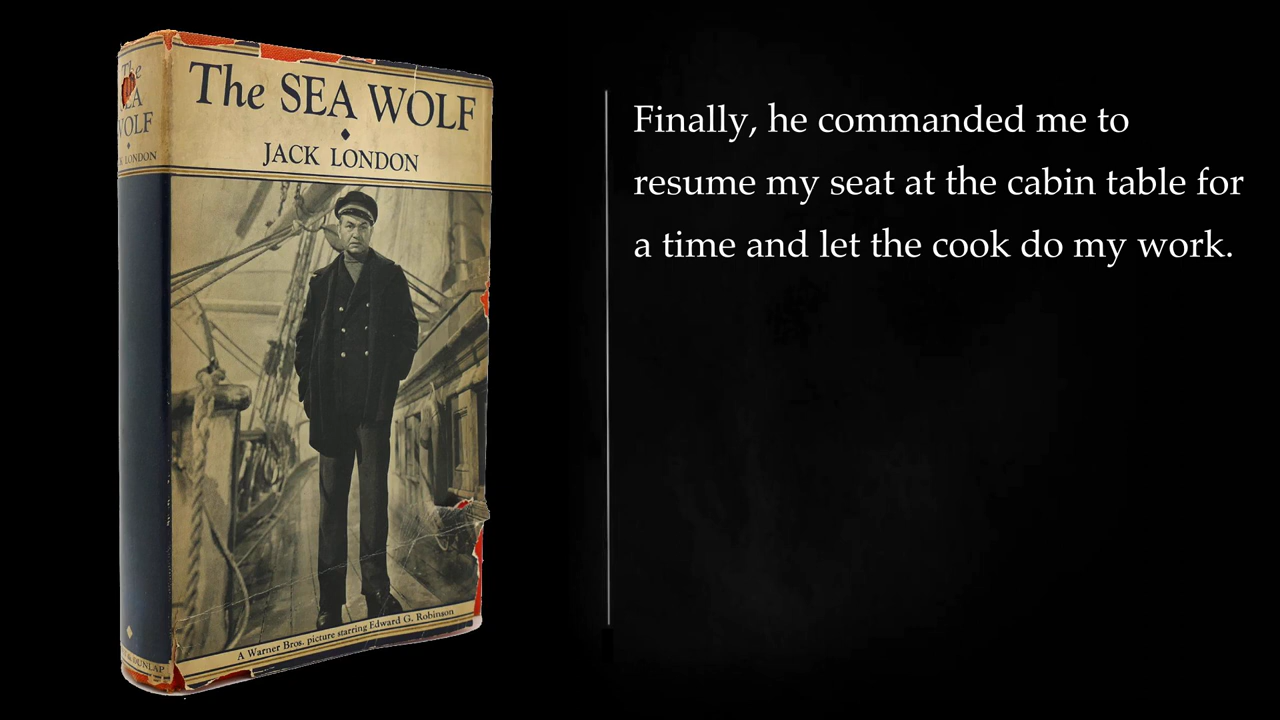 The
SEA
WOLF
LONDON
The SEA WOLF
JACK LONDON
A Warner Bros. picture starring Edward G. Robinson
DUNLAP
Finally, he commanded me to
resume my seat at the cabin table for
a time and let the cook do my work.